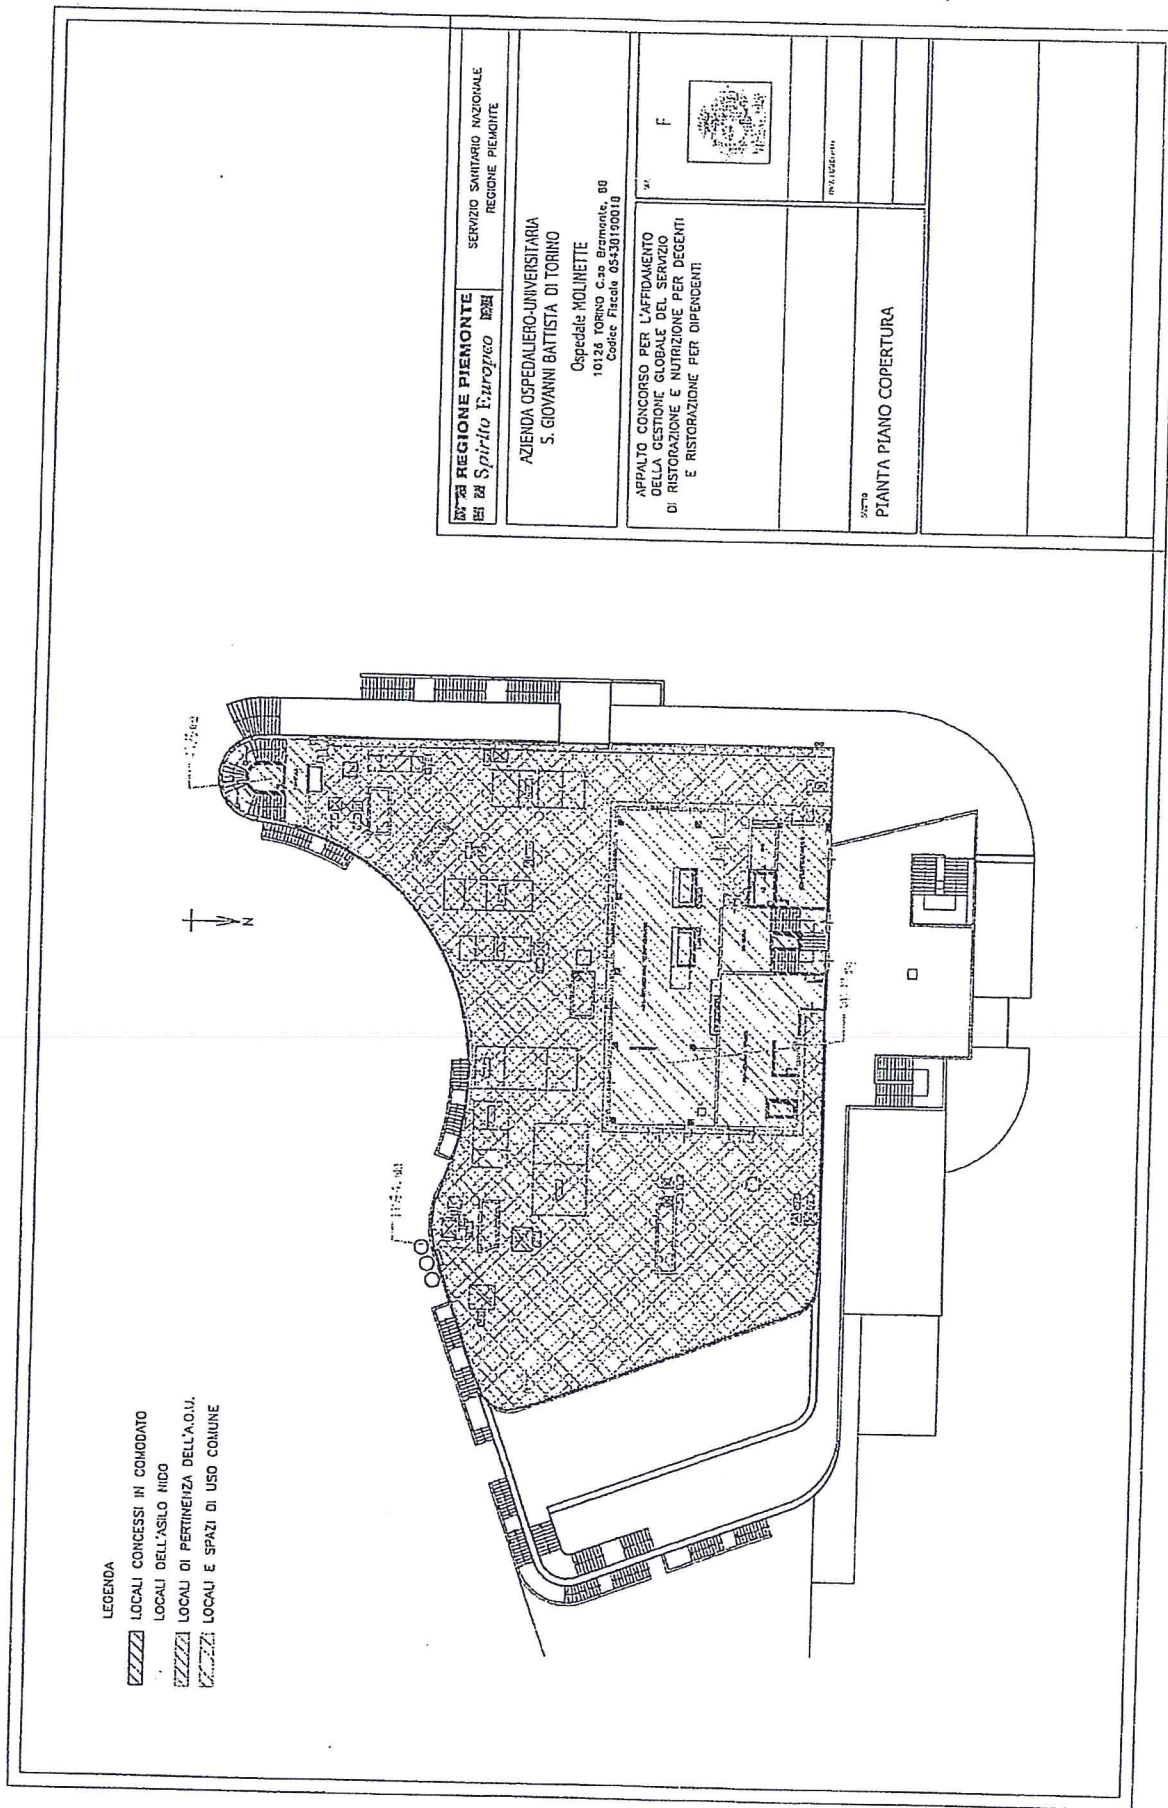 REGIONE PIEMONTE
Spirito Europeo
SERVIZIO SANITARIO NAZIONALE
REGIONE PIEMONTE
AZIENDA OSPEDALIERO-UNIVERSITARIA
S. GIOVANNI BATTISTA DI TORINO
Ospedale MOLINETTE
10126 TORINO C.so Bramante, 88
Codice Fiscale 05438190018
APPALTO CONCORSO PER L'AFFIDAMENTO
DELLA GESTIONE GLOBALE DEL SERVIZIO
DI RISTORAZIONE E NUTRIZIONE PER DEGENTI
E RISTORAZIONE PER DIPENDENTI
F
PIANTA PIANO COPERTURA
N
LEGENDA
LOCALI CONCESSI IN COMODATO
LOCALI DELL'ASILO NIDO
LOCALI DI PERTINENZA DELL'A.O.U.
LOCALI E SPAZI DI USO COMUNE